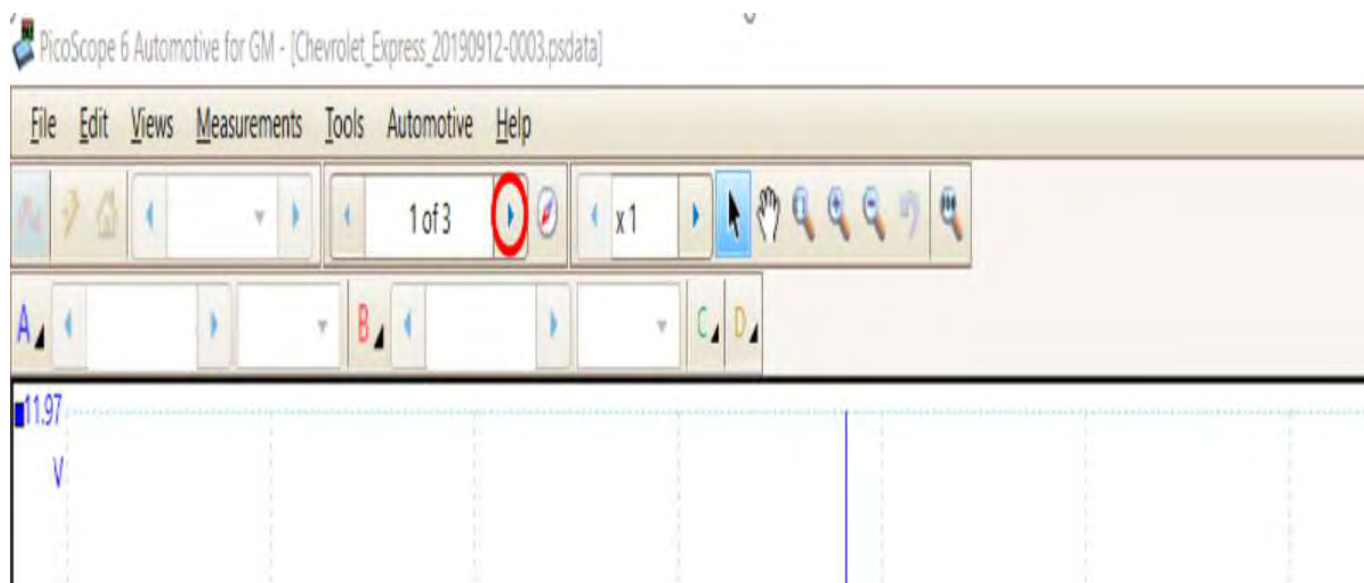 PicoScope 6 Automotive for GM - [Chevrolet_Express_20190912-0003.psdata]
File Edit Views Measurements Tools Automotive Help
1 of 3 x 1
A B C D
11.97
V